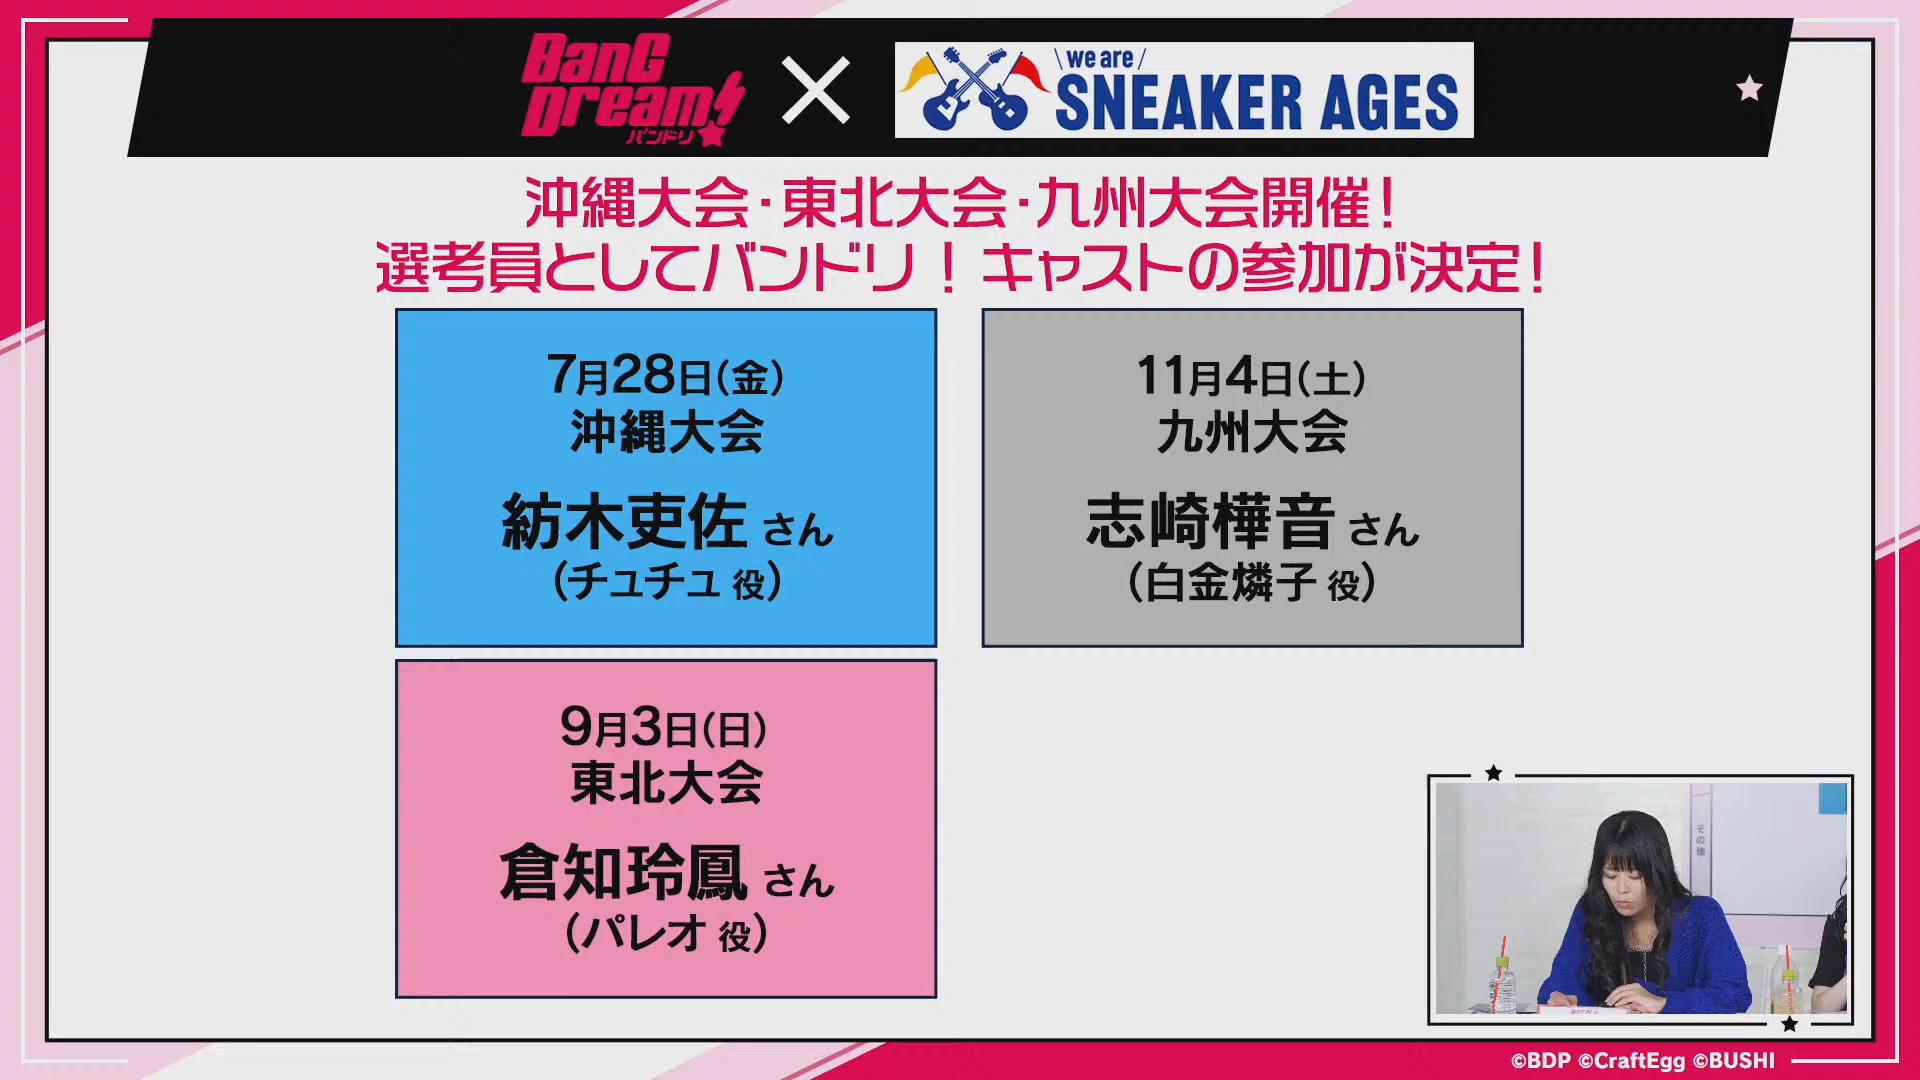 BanG Dream!
バンドリ
×
\we are/
SNEAKER AGES
沖縄大会・東北大会・九州大会開催!
選考員としてバンドリ! キャストの参加が決定!
7月28日(金)
沖縄大会
紡木吏佐 さん
(チュチュ 役)
11月4日(土)
九州大会
志崎樺音 さん
(白金燐子 役)
9月3日(日)
東北大会
倉知玲鳳 さん
(パレオ 役)
その他
©BDP ©CraftEgg ©BUSHI